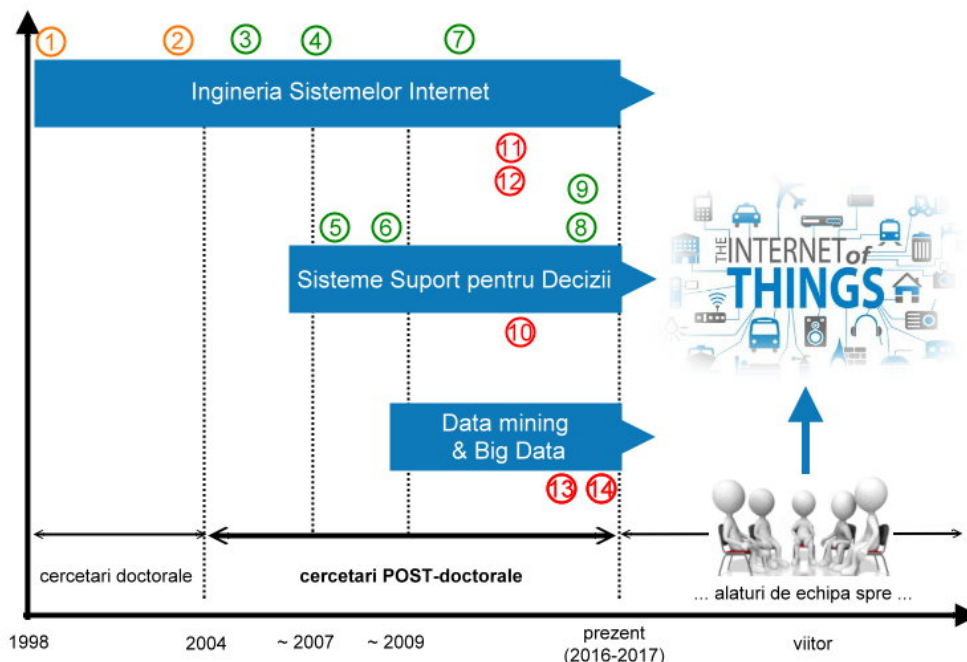 1 2 3 4 7
Ingineria Sistemelor Internet
11
12 9
5 6 8
Sisteme Suport pentru Decizii
10
THE INTERNET of
THINGS
Data mining
& Big Data
13 14
cercetari doctorale
cercetari POST-doctorale
... alaturi de echipa spre ...
1998 2004 ~ 2007 ~ 2009 prezent viitor
(2016-2017)